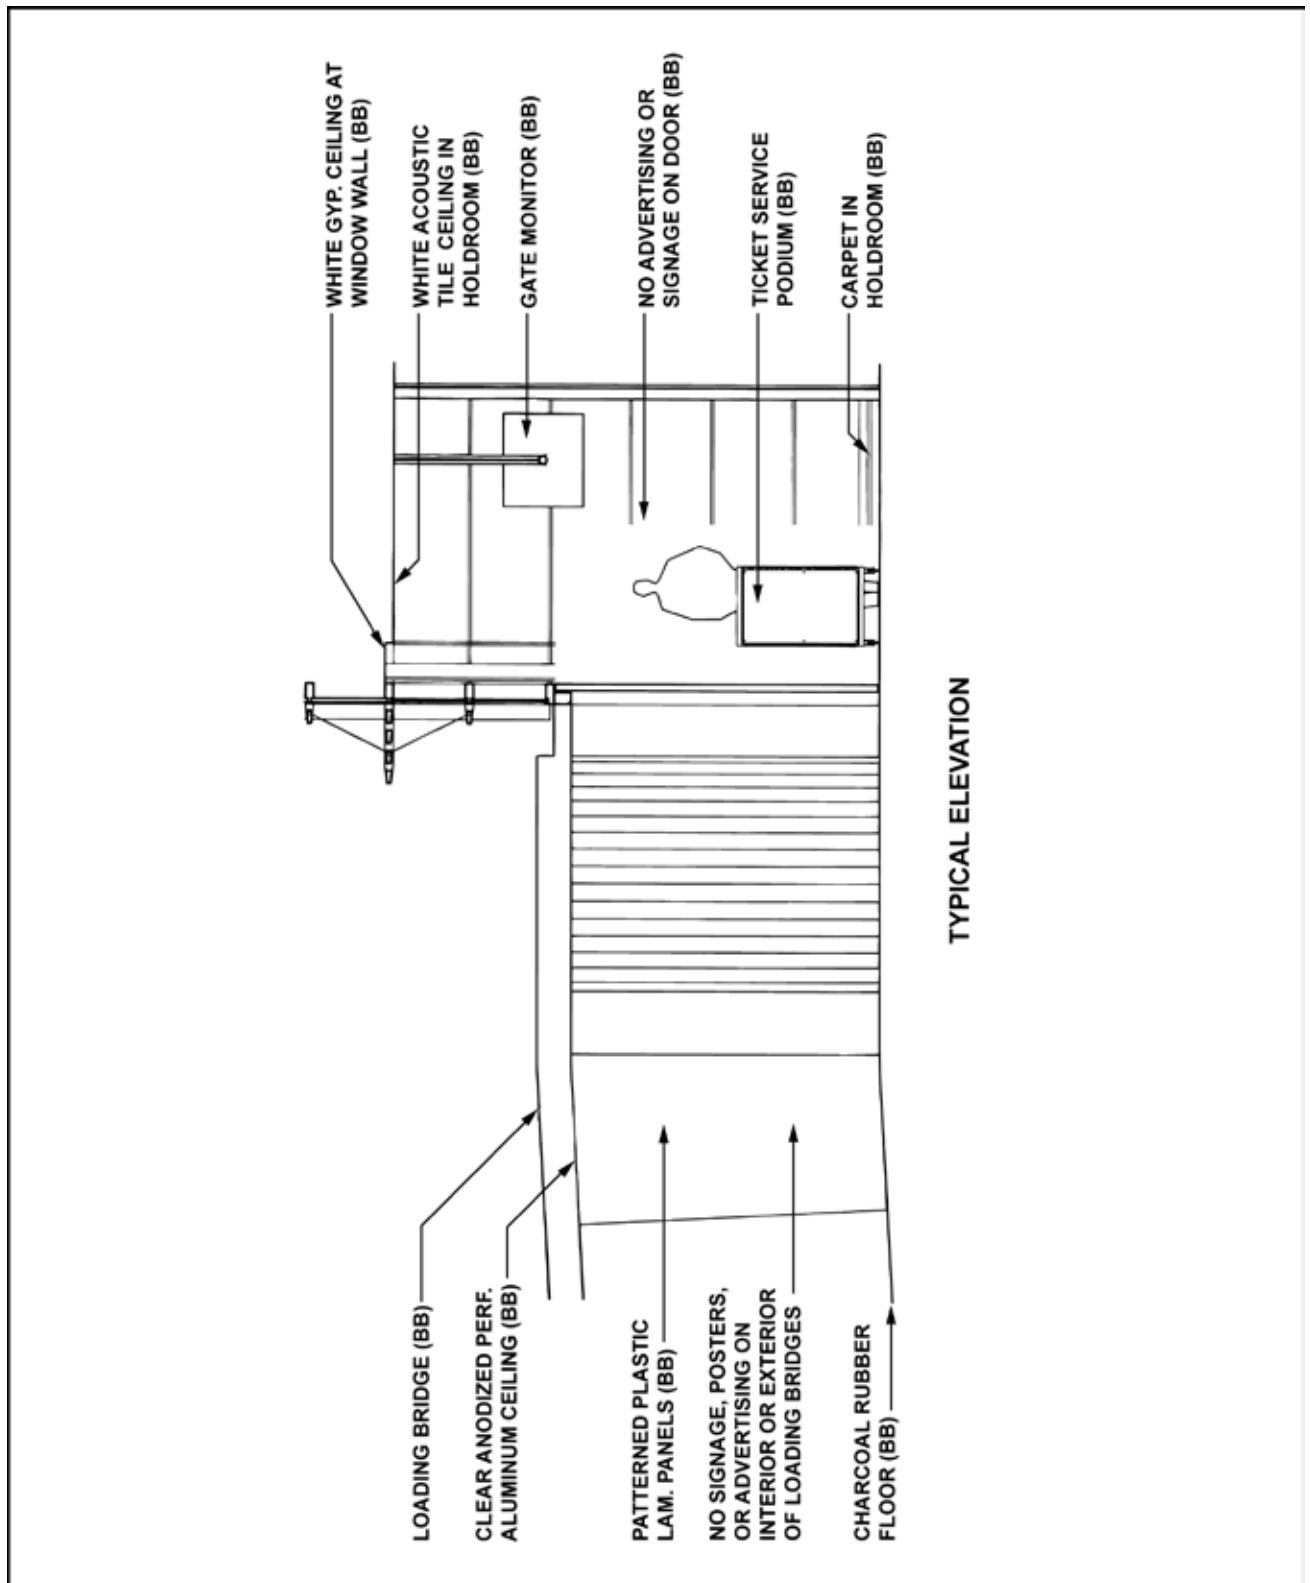 LOADING BRIDGE (BB)
CLEAR ANODIZED PERF.
ALUMINUM CEILING (BB)
PATTERNED PLASTIC
LAM. PANELS (BB)
NO SIGNAGE, POSTERS,
OR ADVERTISING ON
INTERIOR OR EXTERIOR
OF LOADING BRIDGES
CHARCOAL RUBBER
FLOOR (BB)
WHITE GYP. CEILING AT
WINDOW WALL (BB)
WHITE ACOUSTIC
TILE CEILING IN
HOLDROOM (BB)
GATE MONITOR (BB)
NO ADVERTISING OR
SIGNAGE ON DOOR (BB)
TICKET SERVICE
PODIUM (BB)
CARPET IN
HOLDROOM (BB)
TYPICAL ELEVATION